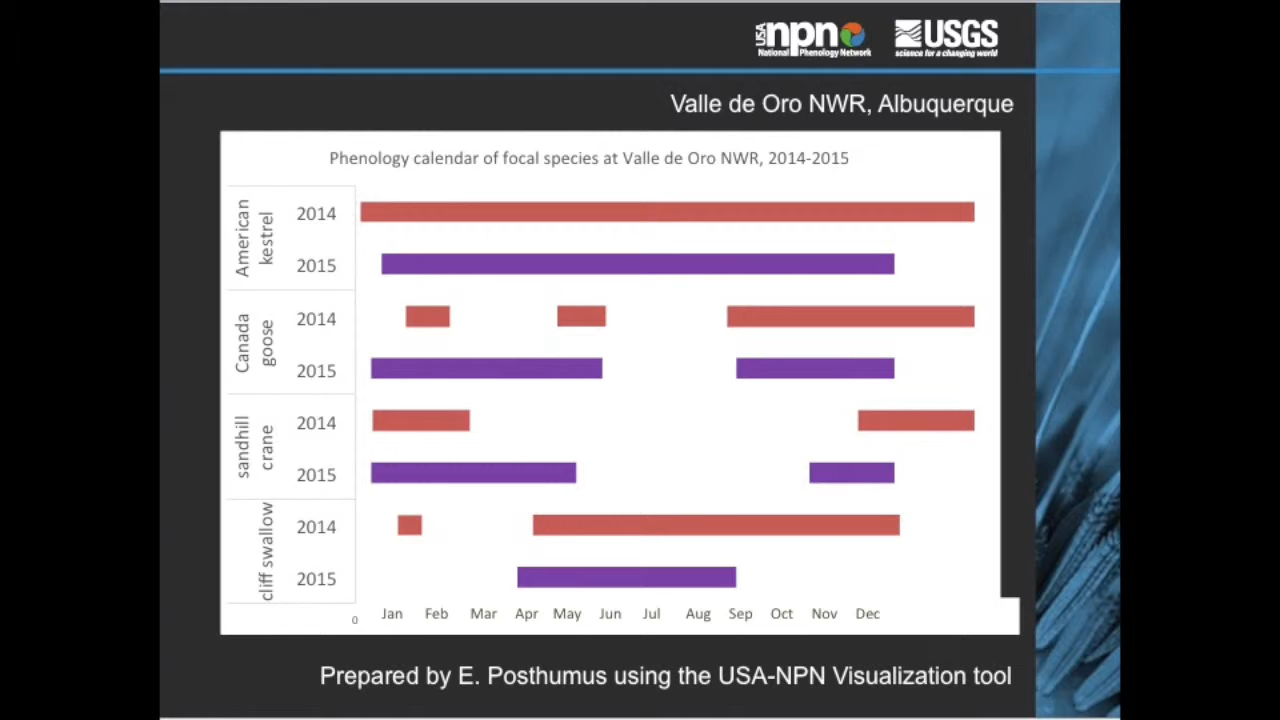 USA npn
National Phenology Network
USGS
science for a changing world
Valle de Oro NWR, Albuquerque
Phenology calendar of focal species at Valle de Oro NWR, 2014-2015
American kestrel
2014
2015
Canada goose
2014
2015
sandhill crane
2014
2015
cliff swallow
2014
2015
0 Jan Feb Mar Apr May Jun Jul Aug Sep Oct Nov Dec
Prepared by E. Posthumus using the USA-NPN Visualization tool